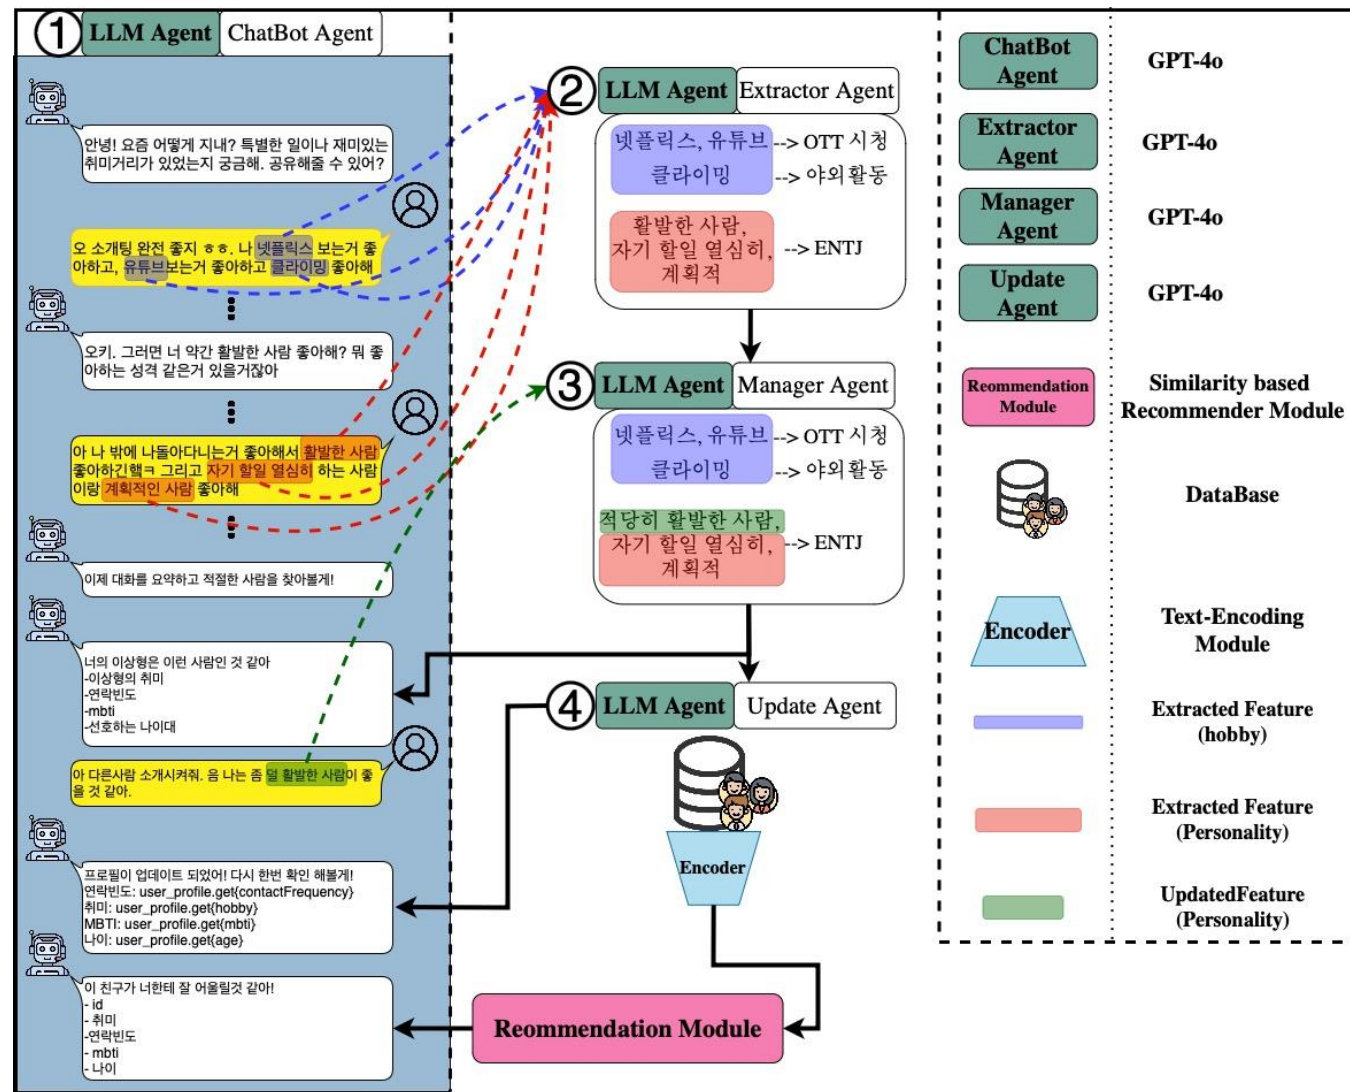 ① LLM Agent ChatBot Agent
안녕! 요즘 어떻게 지내? 특별한 일이나 재미있는
취미거리가 있었는지 궁금해. 공유해줄 수 있어?
오 소개팅 완전 좋지 ㅎㅎ. 나 넷플릭스 보는거 좋
아하고, 유튜브보는거 좋아하고 클라이밍 좋아해
오키. 그러면 너 약간 활발한 사람 좋아해? 뭐 좋
아하는 성격 같은거 있을거잖아
아 나 밖에 나돌아다니는거 좋아해서 활발한 사람
좋아하긴핵ㅋ 그리고 자기 할일 열심히 하는 사람
이랑 계획적인 사람 좋아해
이제 대화를 요약하고 적절한 사람을 찾아볼게!
너의 이상형은 이런 사람인 것 같아
-이상형의 취미
-연락빈도
-mbti
-선호하는 나이대
아 다른사람 소개시켜줘. 음 나는 좀 덜 활발한 사람이 좋
을 것 같아.
프로필이 업데이트 되었어! 다시 한번 확인 해볼게!
연락빈도: user_profile.get{contactFrequency}
취미: user_profile.get{hobby}
MBTI: user_profile.get{mbti}
나이: user_profile.get{age}
이 친구가 너한테 잘 어울릴것 같아!
- id
- 취미
-연락빈도
- mbti
- 나이
② LLM Agent Extractor Agent
넷플릭스, 유튜브 --> OTT 시청
클라이밍 --> 야외활동
활발한 사람,
자기 할일 열심히, --> ENTJ
계획적
③ LLM Agent Manager Agent
넷플릭스, 유튜브 --> OTT 시청
클라이밍 --> 야외활동
적당히 활발한 사람,
자기 할일 열심히, --> ENTJ
계획적
④ LLM Agent Update Agent
Encoder
Reommendation Module
ChatBot
Agent
GPT-4o
Extractor
Agent
GPT-4o
Manager
Agent
GPT-4o
Update
Agent
GPT-4o
Reommendation
Module
Similarity based
Recommender Module
DataBase
Encoder
Text-Encoding
Module
Extracted Feature
(hobby)
Extracted Feature
(Personality)
UpdatedFeature
(Personality)